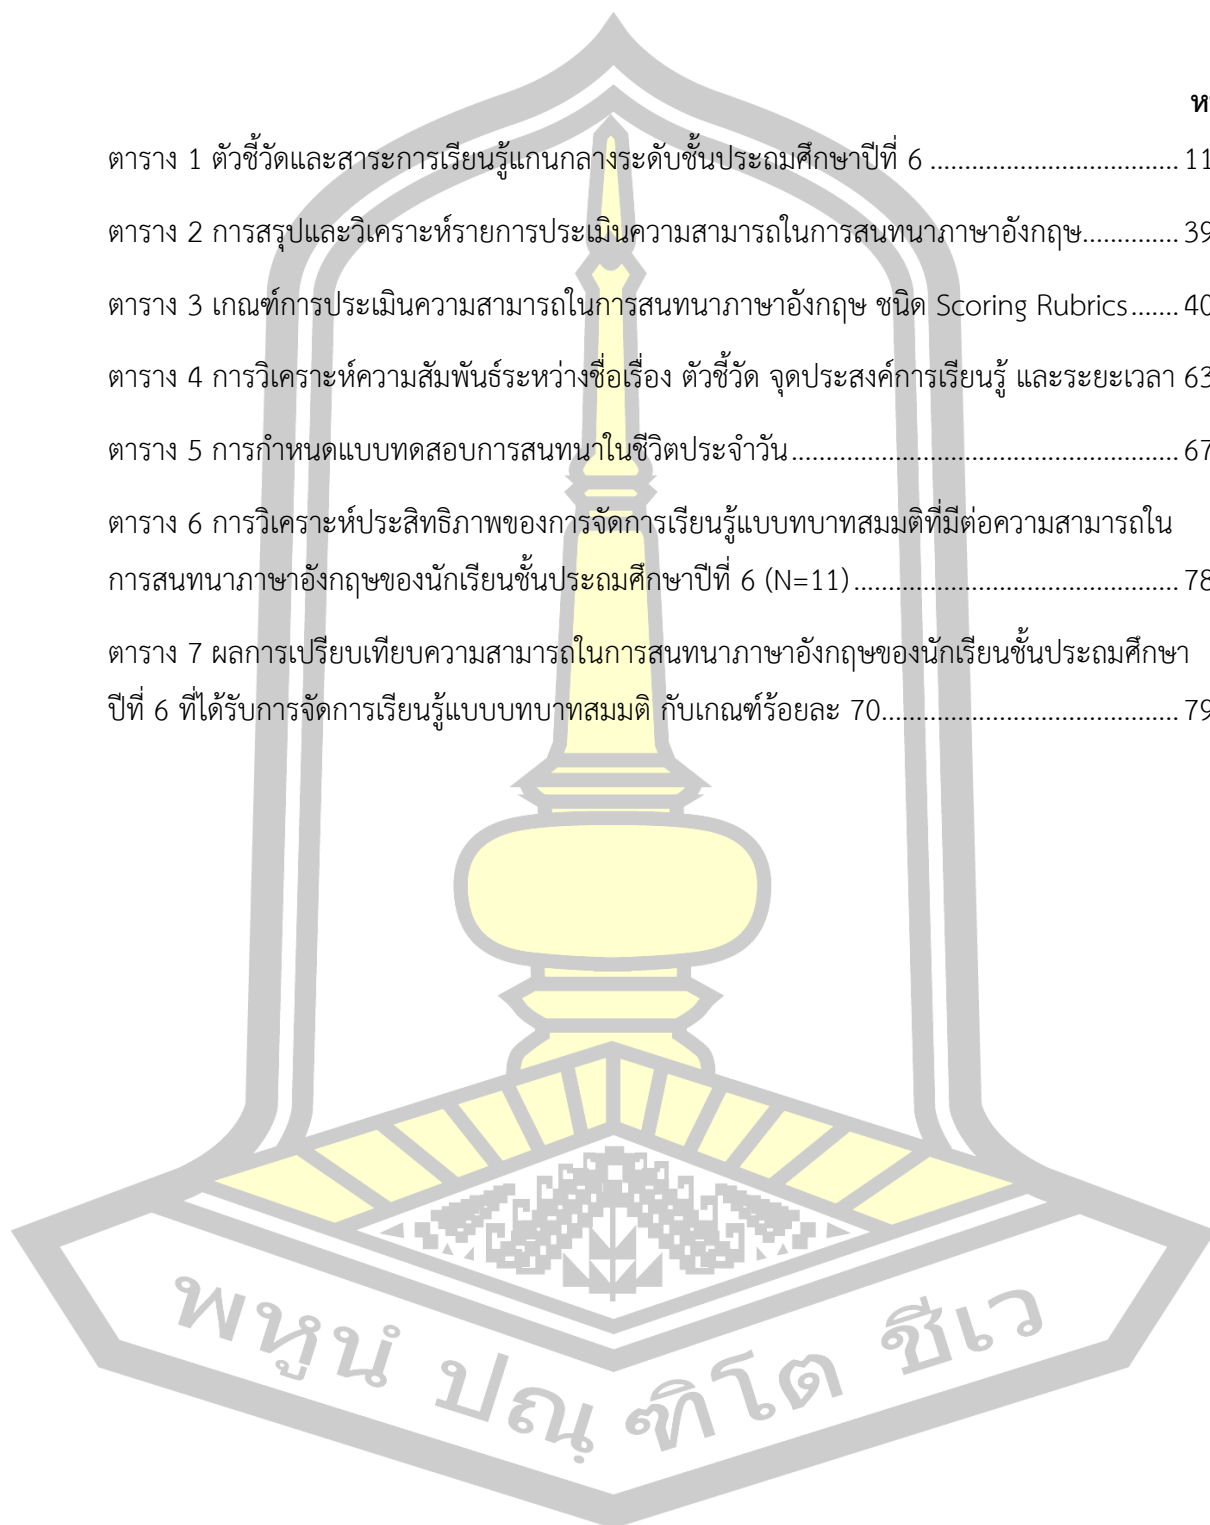 ห
ตาราง 1 ตัวชี้วัดและสาระการเรียนรู้แกนกลางระดับชั้นประถมศึกษาปีที่ 6 .................................. 11
ตาราง 2 การสรุปและวิเคราะห์รายการประเมินความสามารถในการสนทนาภาษาอังกฤษ.............. 39
ตาราง 3 เกณฑ์การประเมินความสามารถในการสนทนาภาษาอังกฤษ ชนิด Scoring Rubrics....... 40
ตาราง 4 การวิเคราะห์ความสัมพันธ์ระหว่างชื่อเรื่อง ตัวชี้วัด จุดประสงค์การเรียนรู้ และระยะเวลา 63
ตาราง 5 การกำหนดแบบทดสอบการสนทนาในชีวิตประจำวัน...................................................... 67
ตาราง 6 การวิเคราะห์ประสิทธิภาพของการจัดการเรียนรู้แบบทบาทสมมติที่มีต่อความสามารถใน
การสนทนาภาษาอังกฤษของนักเรียนชั้นประถมศึกษาปีที่ 6 (N=11)............................................. 78
ตาราง 7 ผลการเปรียบเทียบความสามารถในการสนทนาภาษาอังกฤษของนักเรียนชั้นประถมศึกษา
ปีที่ 6 ที่ได้รับการจัดการเรียนรู้แบบบทบาทสมมติ กับเกณฑ์ร้อยละ 70......................................... 79
พหูนํ ปณฺฑิโต ชีเว